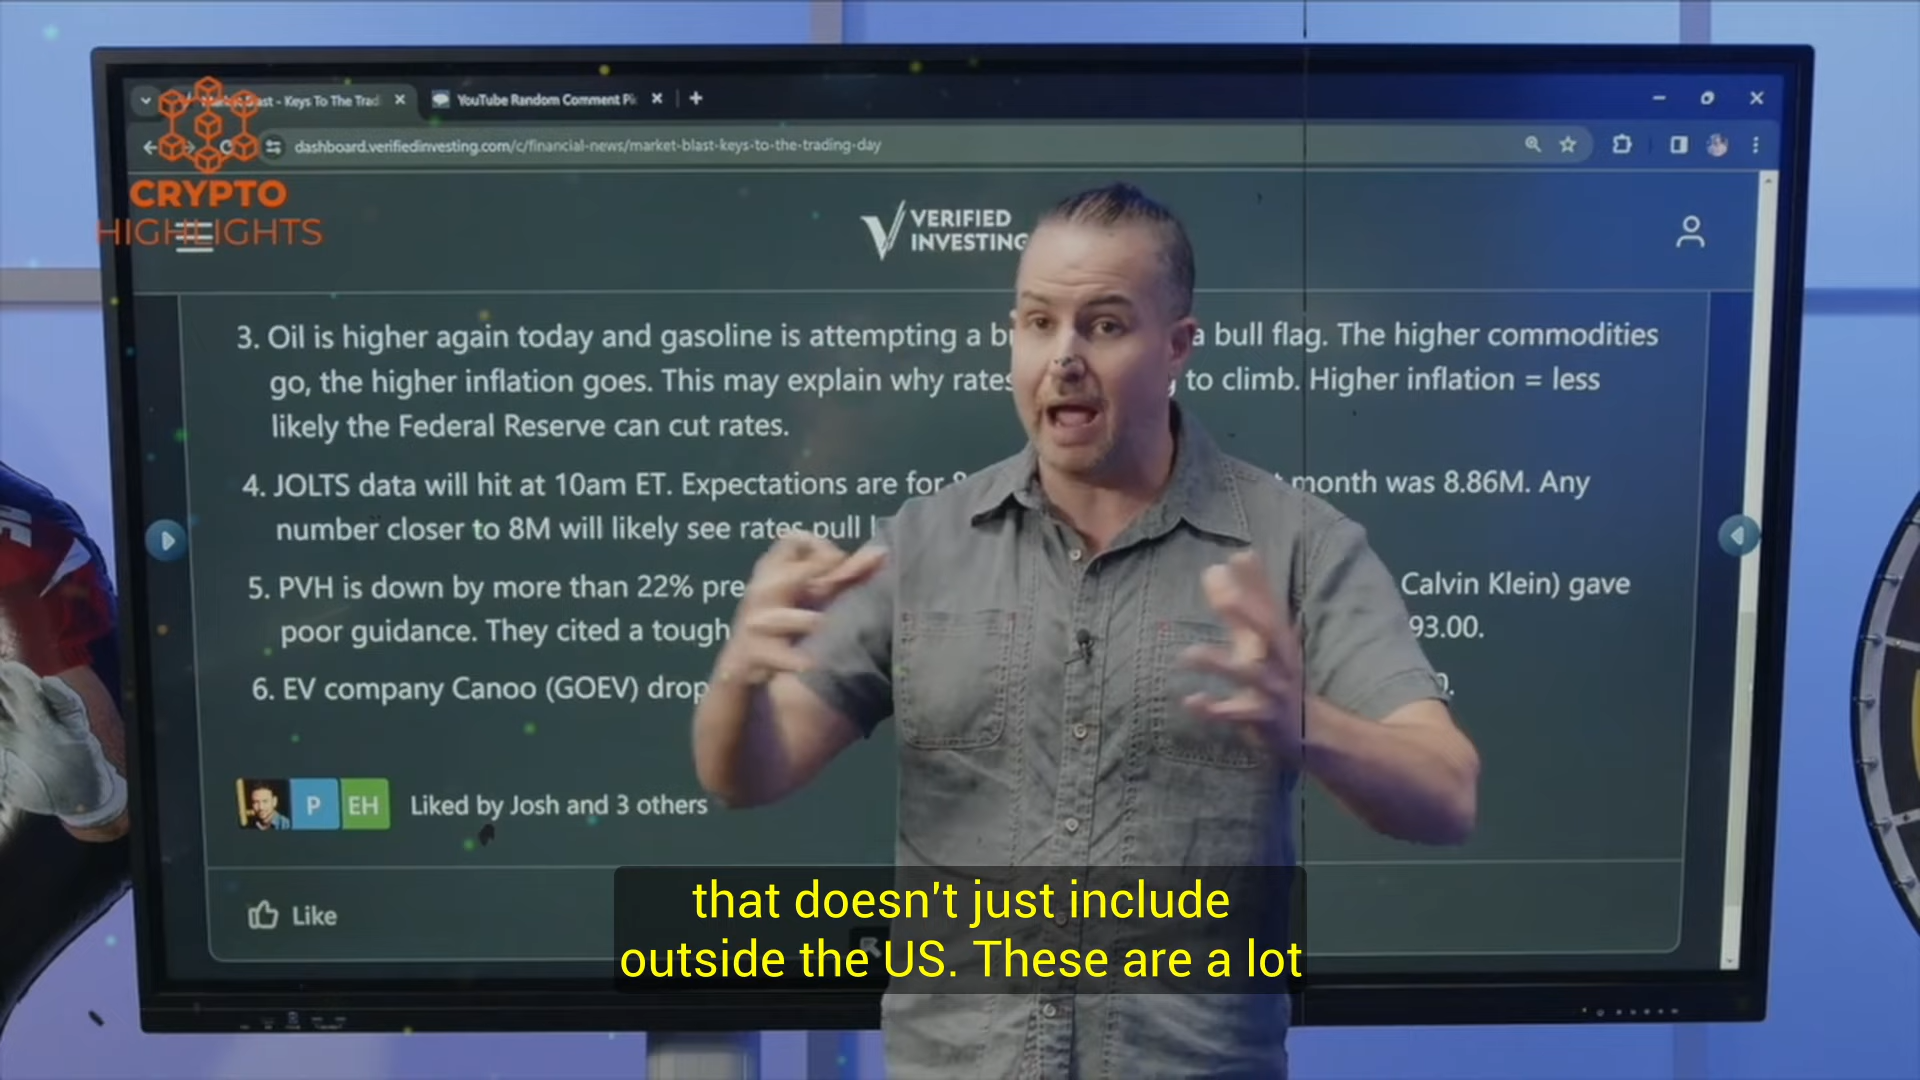 Keys To The Trad
YouTube Random Comment Pi
dashboard.verifiedinvesting.com/c/financial-news/market-blast-keys-to-the-trading-day
CRYPTO
HIGHLIGHTS
VERIFIED
INVESTING
3. Oil is higher again today and gasoline is attempting a a bull flag. The higher commodities
go, the higher inflation goes. This may explain why rates to climb. Higher inflation = less
likely the Federal Reserve can cut rates.
4. JOLTS data will hit at 10am ET. Expectations are for month was 8.86M. Any
number closer to 8M will likely see rates pull
5. PVH is down by more than 22% pre Calvin Klein) gave
poor guidance. They cited a tough 93.00.
6. EV company Canoo (GOEV) drop
P EH Liked by Josh and 3 others
Like
that doesn't just include
outside the US. These are a lot